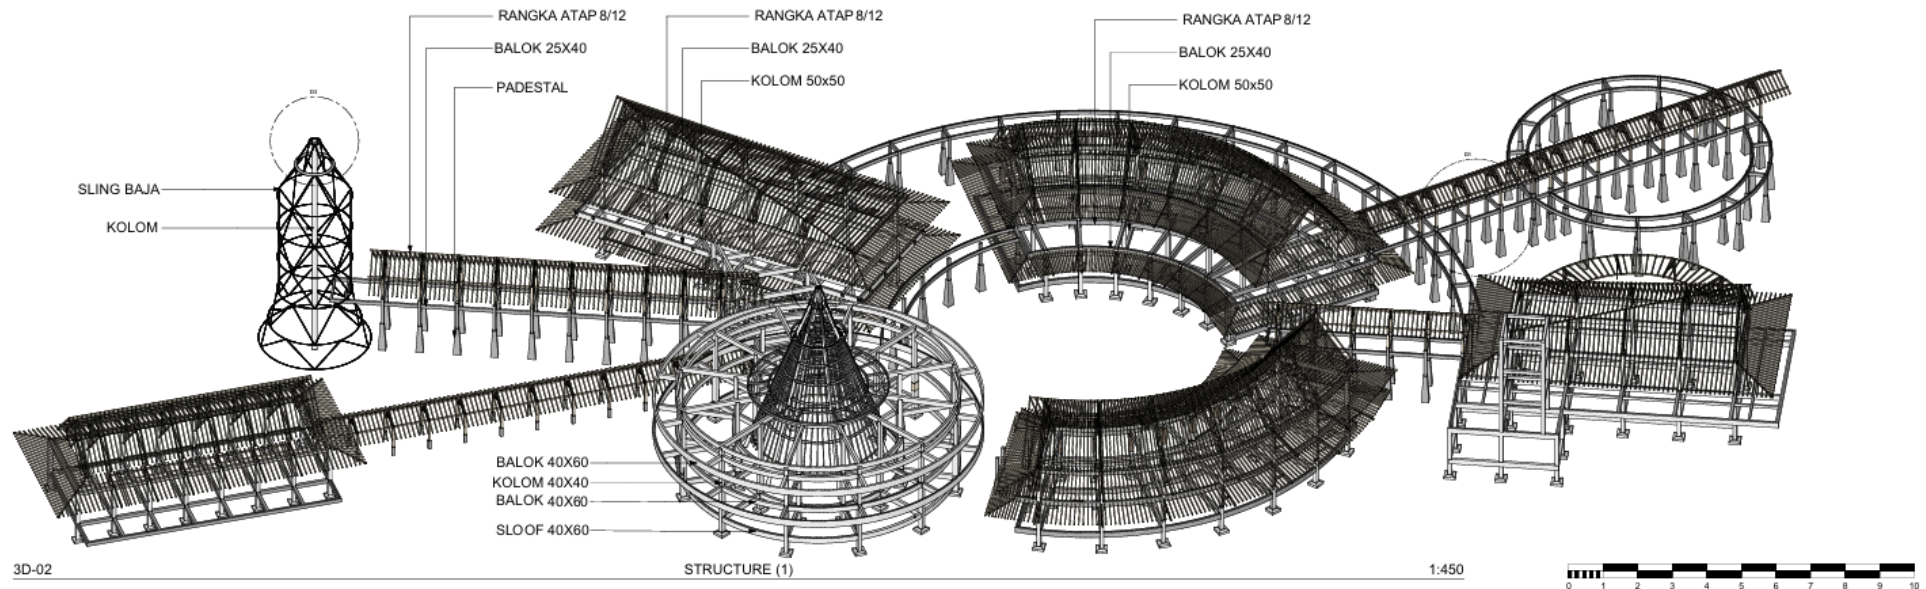 RANGKA ATAP 8/12
BALOK 25X40
PADESTAL
RANGKA ATAP 8/12
BALOK 25X40
KOLOM 50x50
RANGKA ATAP 8/12
BALOK 25X40
KOLOM 50x50
SLING BAJA
KOLOM
BALOK 40X60
KOLOM 40X40
BALOK 40X60
SLOOF 40X60
3D-02
STRUCTURE (1)
1:450
0 1 2 3 4 5 6 7 8 9 10